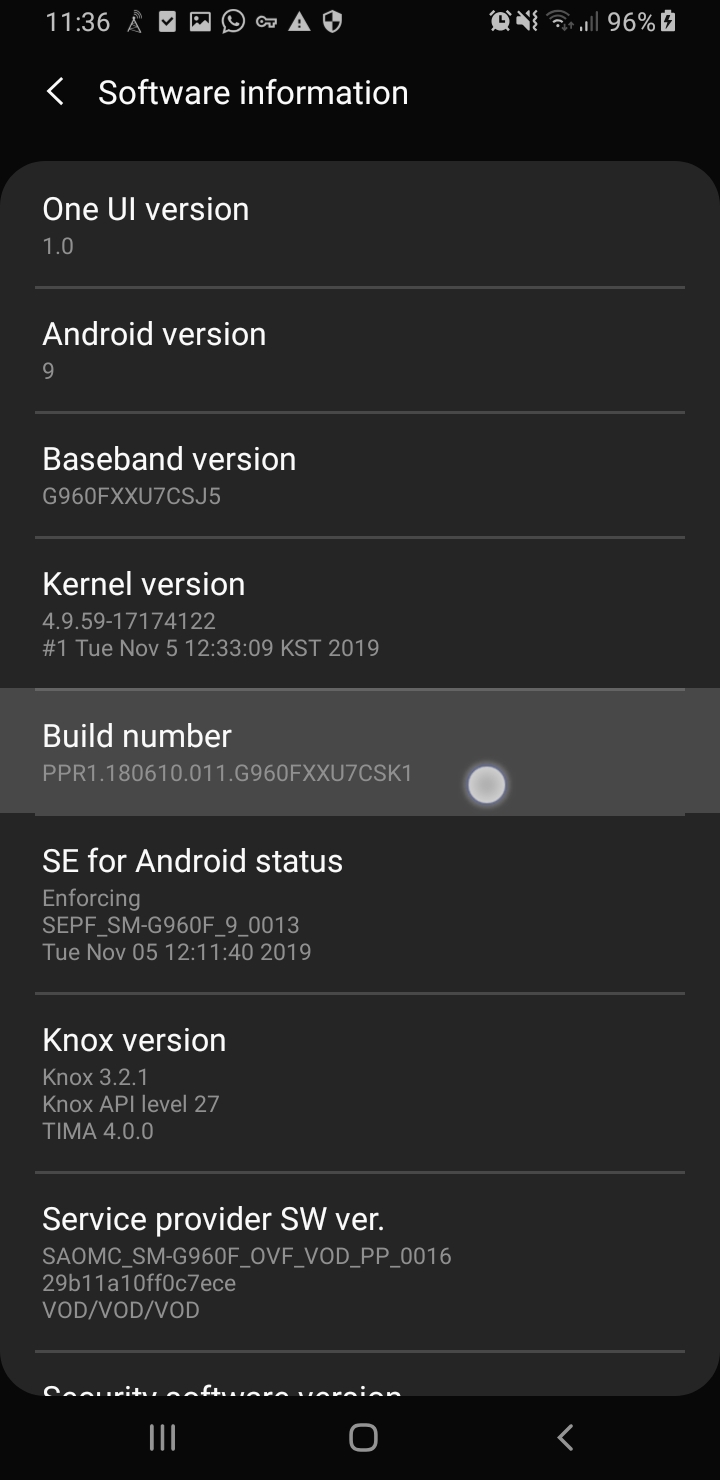 11:36
96%
Software information
One UI version
1.0
Android version
9
Baseband version
G960FXXU7CSJ5
Kernel version
4.9.59-17174122
#1 Tue Nov 5 12:33:09 KST 2019
Build number
PPR1.180610.011.G960FXXU7CSK1
SE for Android status
Enforcing
SEPF_SM-G960F_9_0013
Tue Nov 05 12:11:40 2019
Knox version
Knox 3.2.1
Knox API level 27
TIMA 4.0.0
Service provider SW ver.
SAOMC_SM-G960F_OVF_VOD_PP_0016
29b11a10ff0c7ece
VOD/VOD/VOD
Security software version